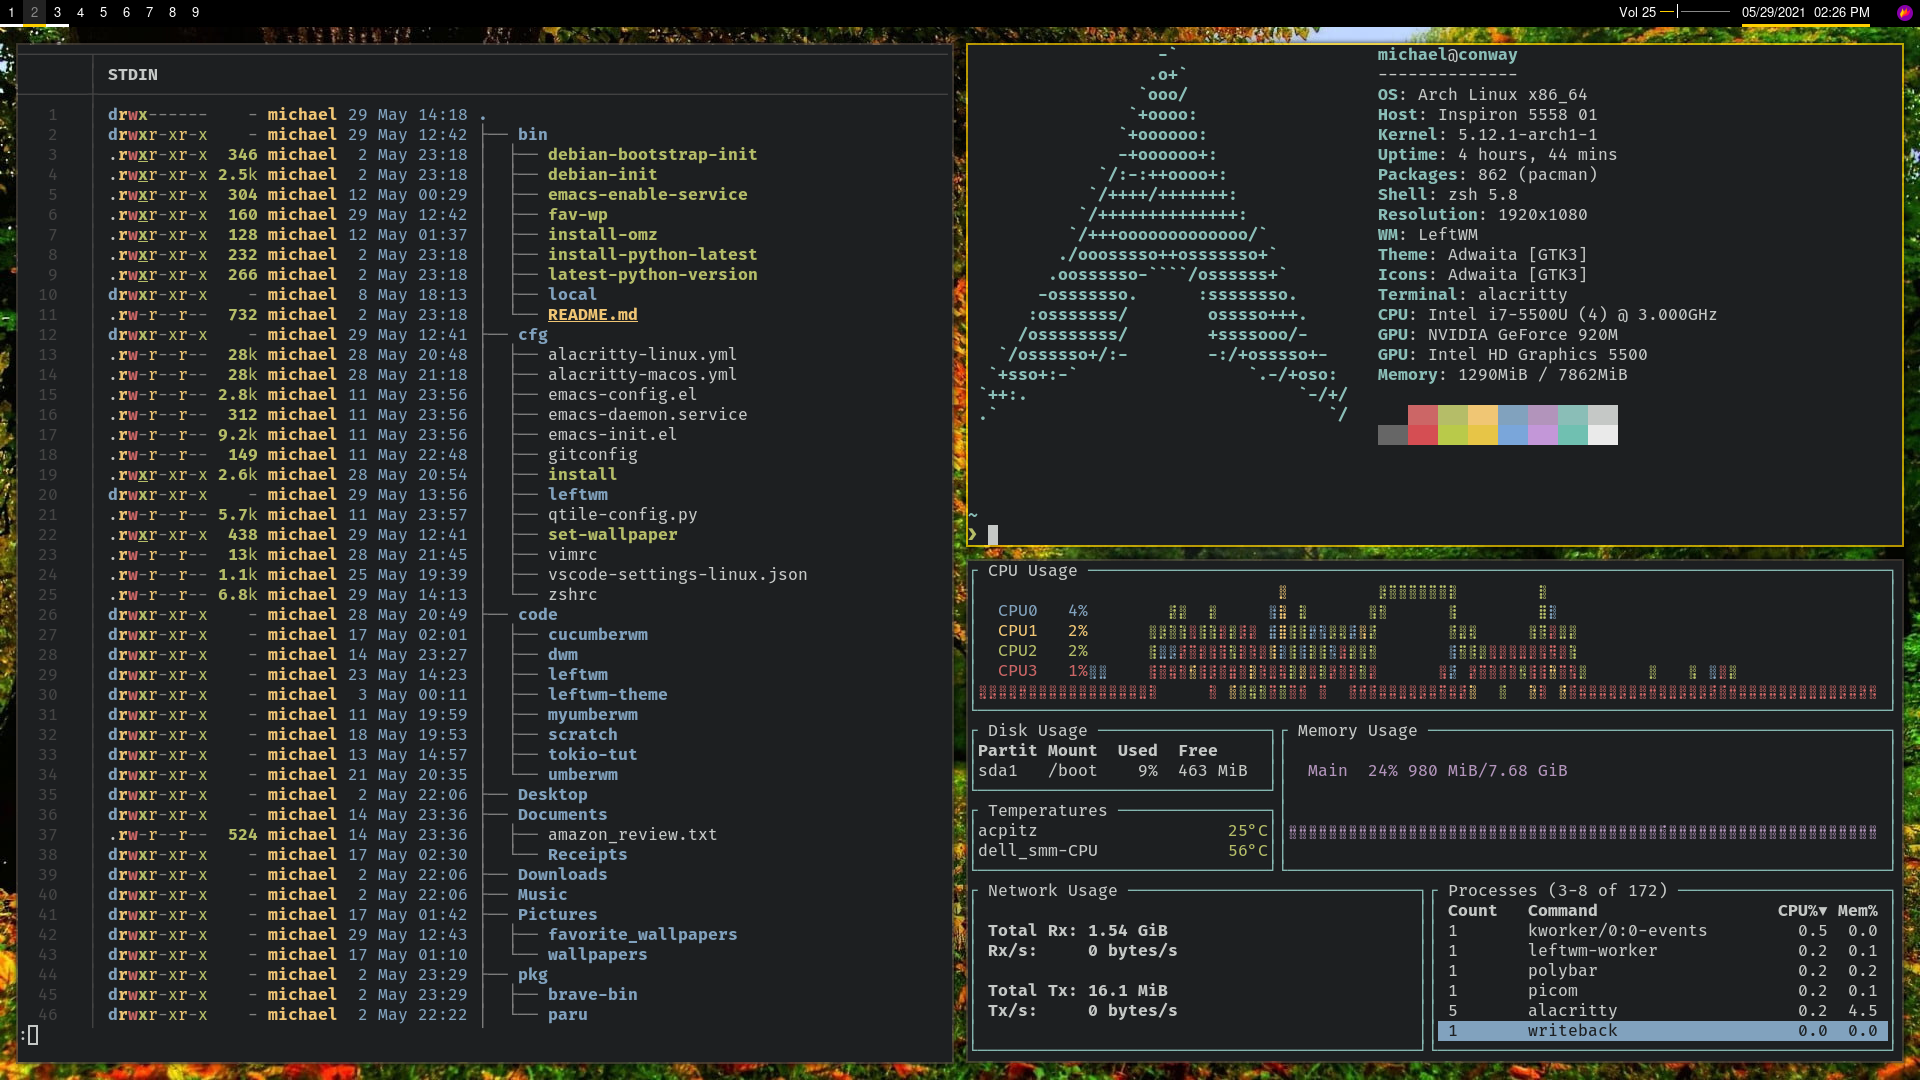 1 2 3 4 5 6 7 8 9 Vol 25 05/29/2021 02:26 PM
STDIN
1 drwx------ - michael 29 May 14:18 .
2 drwxr-xr-x - michael 29 May 12:42 ├── bin
3 .rwxr-xr-x 346 michael 2 May 23:18 │ ├── debian-bootstrap-init
4 .rwxr-xr-x 2.5k michael 2 May 23:18 │ ├── debian-init
5 .rwxr-xr-x 304 michael 12 May 00:29 │ ├── emacs-enable-service
6 .rwxr-xr-x 160 michael 29 May 12:42 │ ├── fav-wp
7 .rwxr-xr-x 128 michael 12 May 01:37 │ ├── install-omz
8 .rwxr-xr-x 232 michael 2 May 23:18 │ ├── install-python-latest
9 .rwxr-xr-x 266 michael 2 May 23:18 │ ├── latest-python-version
10 drwxr-xr-x - michael 8 May 18:13 │ ├── local
11 .rw-r--r-- 732 michael 2 May 23:18 │ └── README.md
12 drwxr-xr-x - michael 29 May 12:41 ├── cfg
13 .rw-r--r-- 28k michael 28 May 20:48 │ ├── alacritty-linux.yml
14 .rw-r--r-- 28k michael 28 May 21:18 │ ├── alacritty-macos.yml
15 .rw-r--r-- 2.8k michael 11 May 23:56 │ ├── emacs-config.el
16 .rw-r--r-- 312 michael 11 May 23:56 │ ├── emacs-daemon.service
17 .rw-r--r-- 9.2k michael 11 May 23:56 │ ├── emacs-init.el
18 .rw-r--r-- 149 michael 11 May 22:48 │ ├── gitconfig
19 .rwxr-xr-x 2.6k michael 28 May 20:54 │ ├── install
20 drwxr-xr-x - michael 29 May 13:56 │ ├── leftwm
21 .rw-r--r-- 5.7k michael 11 May 23:57 │ ├── qtile-config.py
22 .rwxr-xr-x 438 michael 29 May 12:41 │ ├── set-wallpaper
23 .rw-r--r-- 13k michael 28 May 21:45 │ ├── vimrc
24 .rw-r--r-- 1.1k michael 25 May 19:39 │ ├── vscode-settings-linux.json
25 .rw-r--r-- 6.8k michael 29 May 14:13 │ └── zshrc
26 drwxr-xr-x - michael 28 May 20:49 ├── code
27 drwxr-xr-x - michael 17 May 02:01 │ ├── cucumberwm
28 drwxr-xr-x - michael 14 May 23:27 │ ├── dwm
29 drwxr-xr-x - michael 23 May 14:23 │ ├── leftwm
30 drwxr-xr-x - michael 3 May 00:11 │ ├── leftwm-theme
31 drwxr-xr-x - michael 11 May 19:59 │ ├── myumberwm
32 drwxr-xr-x - michael 18 May 19:53 │ ├── scratch
33 drwxr-xr-x - michael 13 May 14:57 │ ├── tokio-tut
34 drwxr-xr-x - michael 21 May 20:35 │ └── umberwm
35 drwxr-xr-x - michael 2 May 22:06 ├── Desktop
36 drwxr-xr-x - michael 14 May 23:36 ├── Documents
37 .rw-r--r-- 524 michael 14 May 23:36 │ ├── amazon_review.txt
38 drwxr-xr-x - michael 17 May 02:30 │ └── Receipts
39 drwxr-xr-x - michael 2 May 22:06 ├── Downloads
40 drwxr-xr-x - michael 2 May 22:06 ├── Music
41 drwxr-xr-x - michael 17 May 01:42 ├── Pictures
42 drwxr-xr-x - michael 29 May 12:43 │ ├── favorite_wallpapers
43 drwxr-xr-x - michael 17 May 01:10 │ └── wallpapers
44 drwxr-xr-x - michael 2 May 23:29 ├── pkg
45 drwxr-xr-x - michael 2 May 23:29 │ ├── brave-bin
46 drwxr-xr-x - michael 2 May 22:22 │ └── paru
:
michael@conway
--------------
OS: Arch Linux x86_64
Host: Inspiron 5558 01
Kernel: 5.12.1-arch1-1
Uptime: 4 hours, 44 mins
Packages: 862 (pacman)
Shell: zsh 5.8
Resolution: 1920x1080
WM: LeftWM
Theme: Adwaita [GTK3]
Icons: Adwaita [GTK3]
Terminal: alacritty
CPU: Intel i7-5500U (4) @ 3.000GHz
GPU: NVIDIA GeForce 920M
GPU: Intel HD Graphics 5500
Memory: 1290MiB / 7862MiB
~
❯
CPU Usage
CPU0 4%
CPU1 2%
CPU2 2%
CPU3 1%
Disk Usage
Partit Mount Used Free
sda1 /boot 9% 463 MiB
Memory Usage
Main 24% 980 MiB/7.68 GiB
Temperatures
acpitz 25°C
dell_smm-CPU 56°C
Network Usage
Total Rx: 1.54 GiB
Rx/s: 0 bytes/s
Total Tx: 16.1 MiB
Tx/s: 0 bytes/s
Processes (3-8 of 172)
Count Command CPU%▼ Mem%
1 kworker/0:0-events 0.5 0.0
1 leftwm-worker 0.2 0.1
1 polybar 0.2 0.2
1 picom 0.2 0.1
5 alacritty 0.2 4.5
1 writeback 0.0 0.0